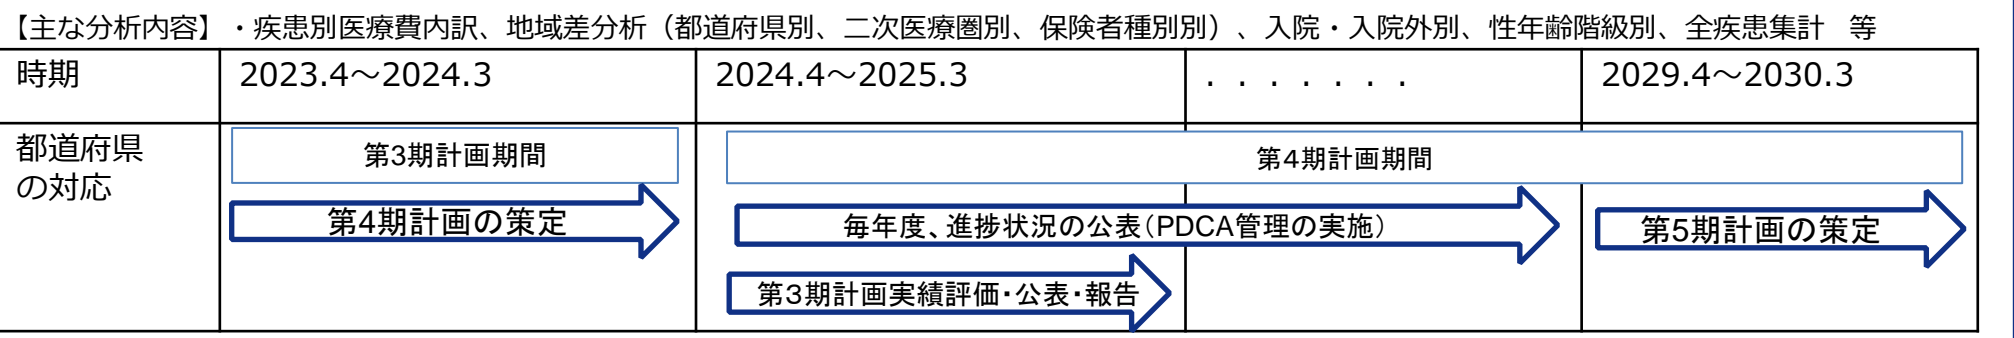 【主な分析内容】・疾患別医療費内訳、地域差分析（都道府県別、二次医療圏別、保険者種別別）、入院・入院外別、性年齢階級別、全疾患集計　等
時期
2023.4～2024.3
2024.4～2025.3
．．．．．．．
2029.4～2030.3
都道府県
の対応
第3期計画期間
第4期計画期間
第4期計画の策定
毎年度、進捗状況の公表（PDCA管理の実施）
第5期計画の策定
第３期計画実績評価・公表・報告